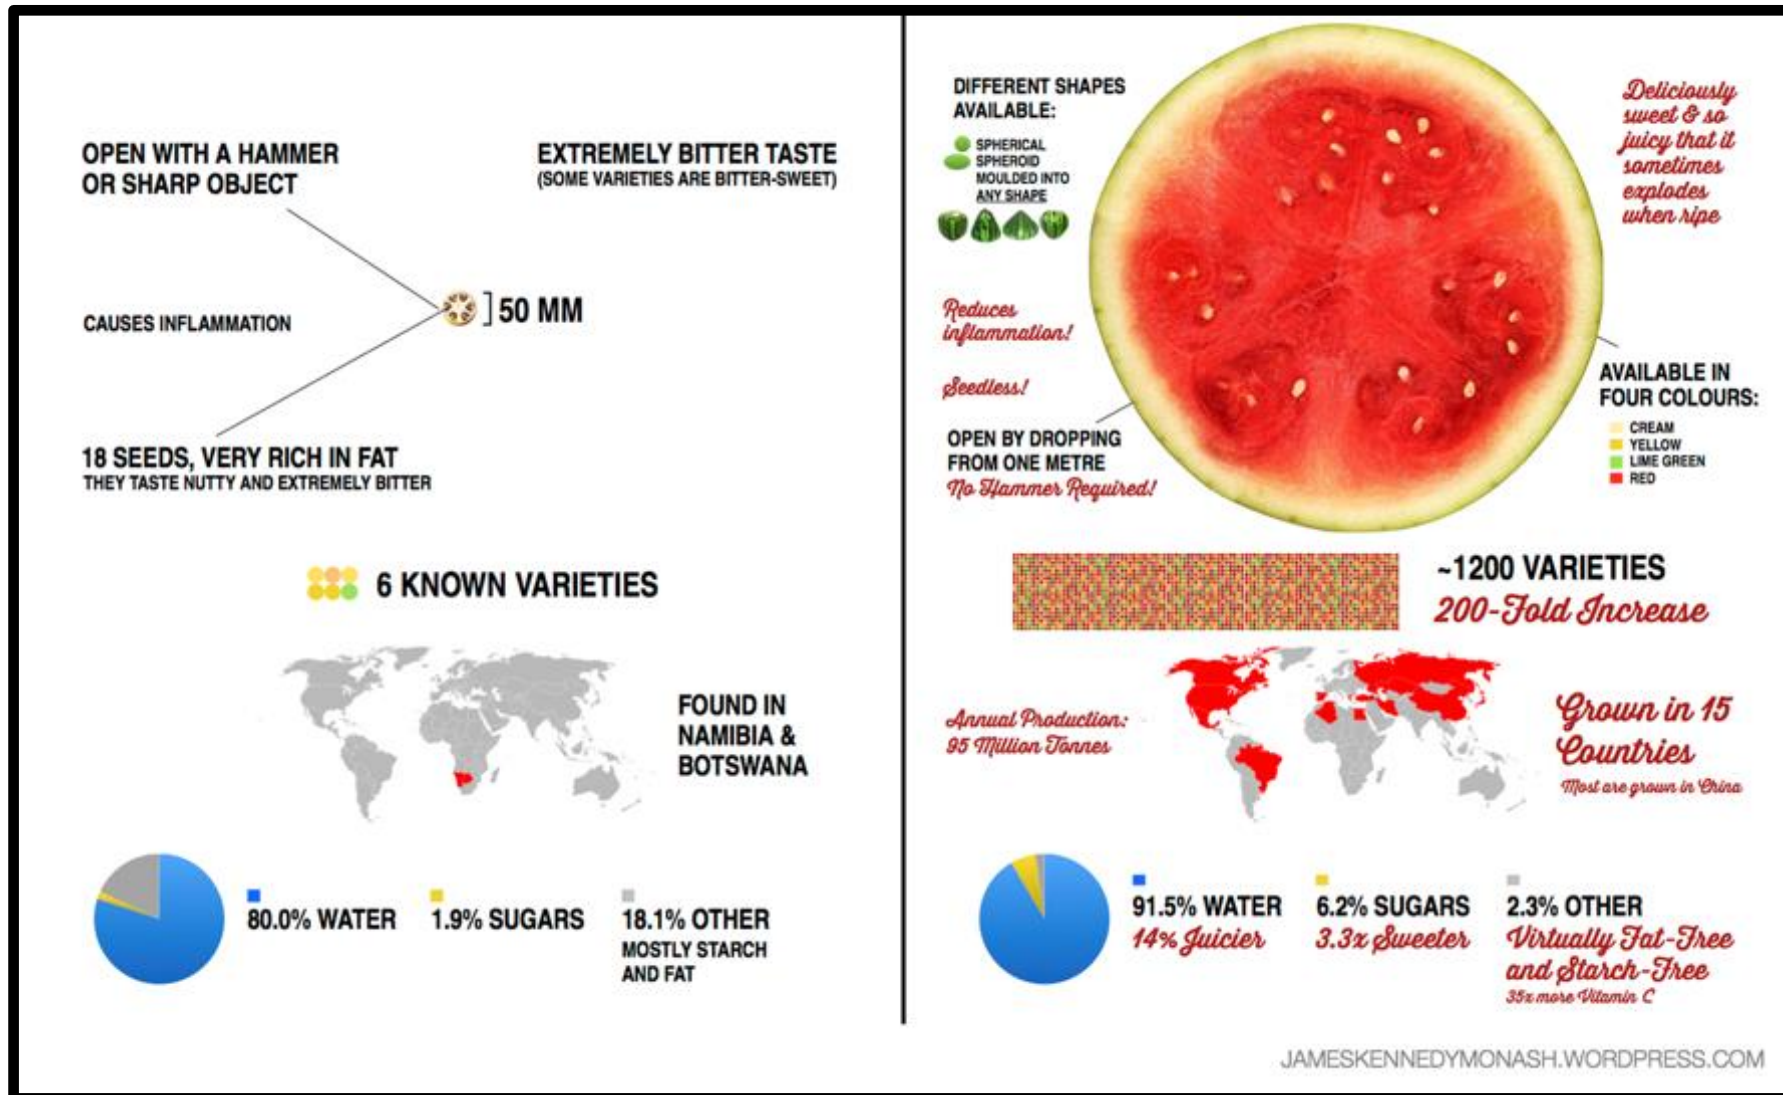 OPEN WITH A HAMMER
OR SHARP OBJECT
EXTREMELY BITTER TASTE
(SOME VARIETIES ARE BITTER-SWEET)
50 MM
CAUSES INFLAMMATION
18 SEEDS, VERY RICH IN FAT
THEY TASTE NUTTY AND EXTREMELY BITTER
6 KNOWN VARIETIES
FOUND IN
NAMIBIA &
BOTSWANA
80.0% WATER
1.9% SUGARS
18.1% OTHER
MOSTLY STARCH
AND FAT
DIFFERENT SHAPES
AVAILABLE:
SPHERICAL
SPHEROID
MOULDED INTO
ANY SHAPE
Deliciously
sweet & so
juicy that it
sometimes
explodes
when ripe
Reduces
inflammation!
Seedless!
OPEN BY DROPPING
FROM ONE METRE
No Hammer Required!
AVAILABLE IN
FOUR COLOURS:
CREAM
YELLOW
LIME GREEN
RED
~1200 VARIETIES
200-Fold Increase
Annual Production:
95 Million Tonnes
Grown in 15
Countries
Most are grown in China
91.5% WATER
14% Juicier
6.2% SUGARS
3.3x Sweeter
2.3% OTHER
Virtually Fat-Free
and Starch-Free
35x more Vitamin C
JAMESKENNEDYMONASH.WORDPRESS.COM